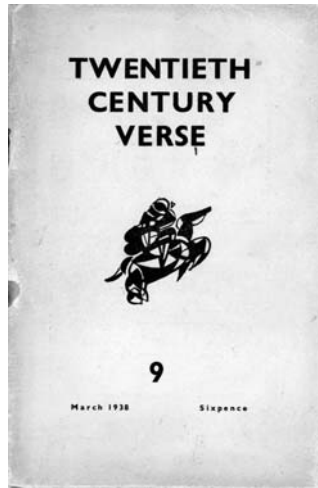 TWENTIETH
CENTURY
VERSE
9
March 1938 Sixpence